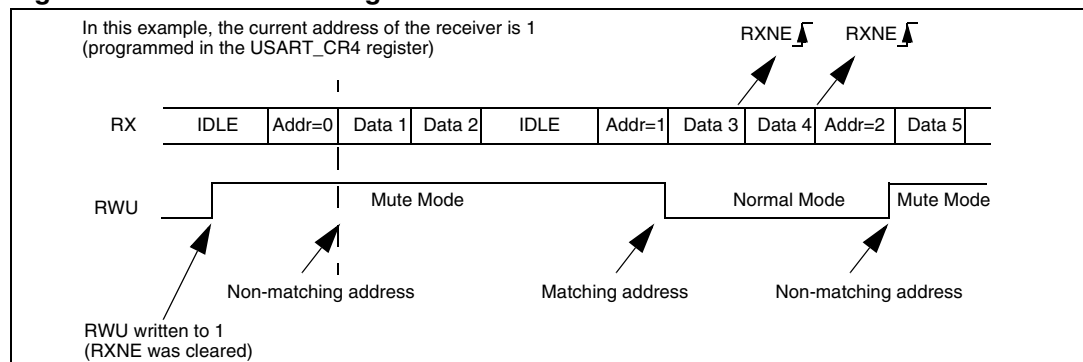 In this example, the current address of the receiver is 1
(programmed in the USART_CR4 register)
RXNE RXNE
RX IDLE Addr=0 Data 1 Data 2 IDLE Addr=1 Data 3 Data 4 Addr=2 Data 5
RWU Mute Mode Normal Mode Mute Mode
Non-matching address Matching address Non-matching address
RWU written to 1
(RXNE was cleared)